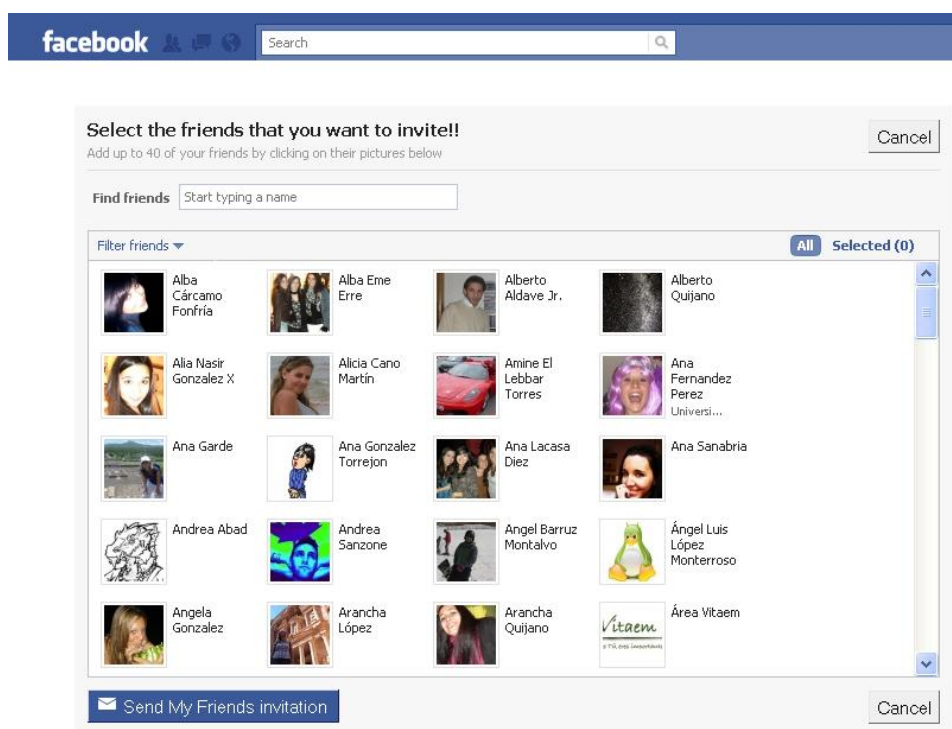 facebook
Search
Select the friends that you want to invite!!
Cancel
Add up to 40 of your friends by clicking on their pictures below
Find friends
Start typing a name
Filter friends
All
Selected (0)
Alba
Cárcamo
Fonfría
Alba Eme
Erre
Alberto
Aldave Jr.
Alberto
Quijano
Alia Nasir
Gonzalez X
Alicia Cano
Martín
Amine El
Lebbar
Torres
Ana
Fernandez
Perez
Universi...
Ana Garde
Ana Gonzalez
Torrejon
Ana Lacasa
Diez
Ana Sanabria
Andrea Abad
Andrea
Sanzone
Angel Barruz
Montalvo
Ángel Luis
López
Monterroso
Angela
Gonzalez
Arancha
López
Arancha
Quijano
Vitaem
Área Vitaem
Send My Friends invitation
Cancel